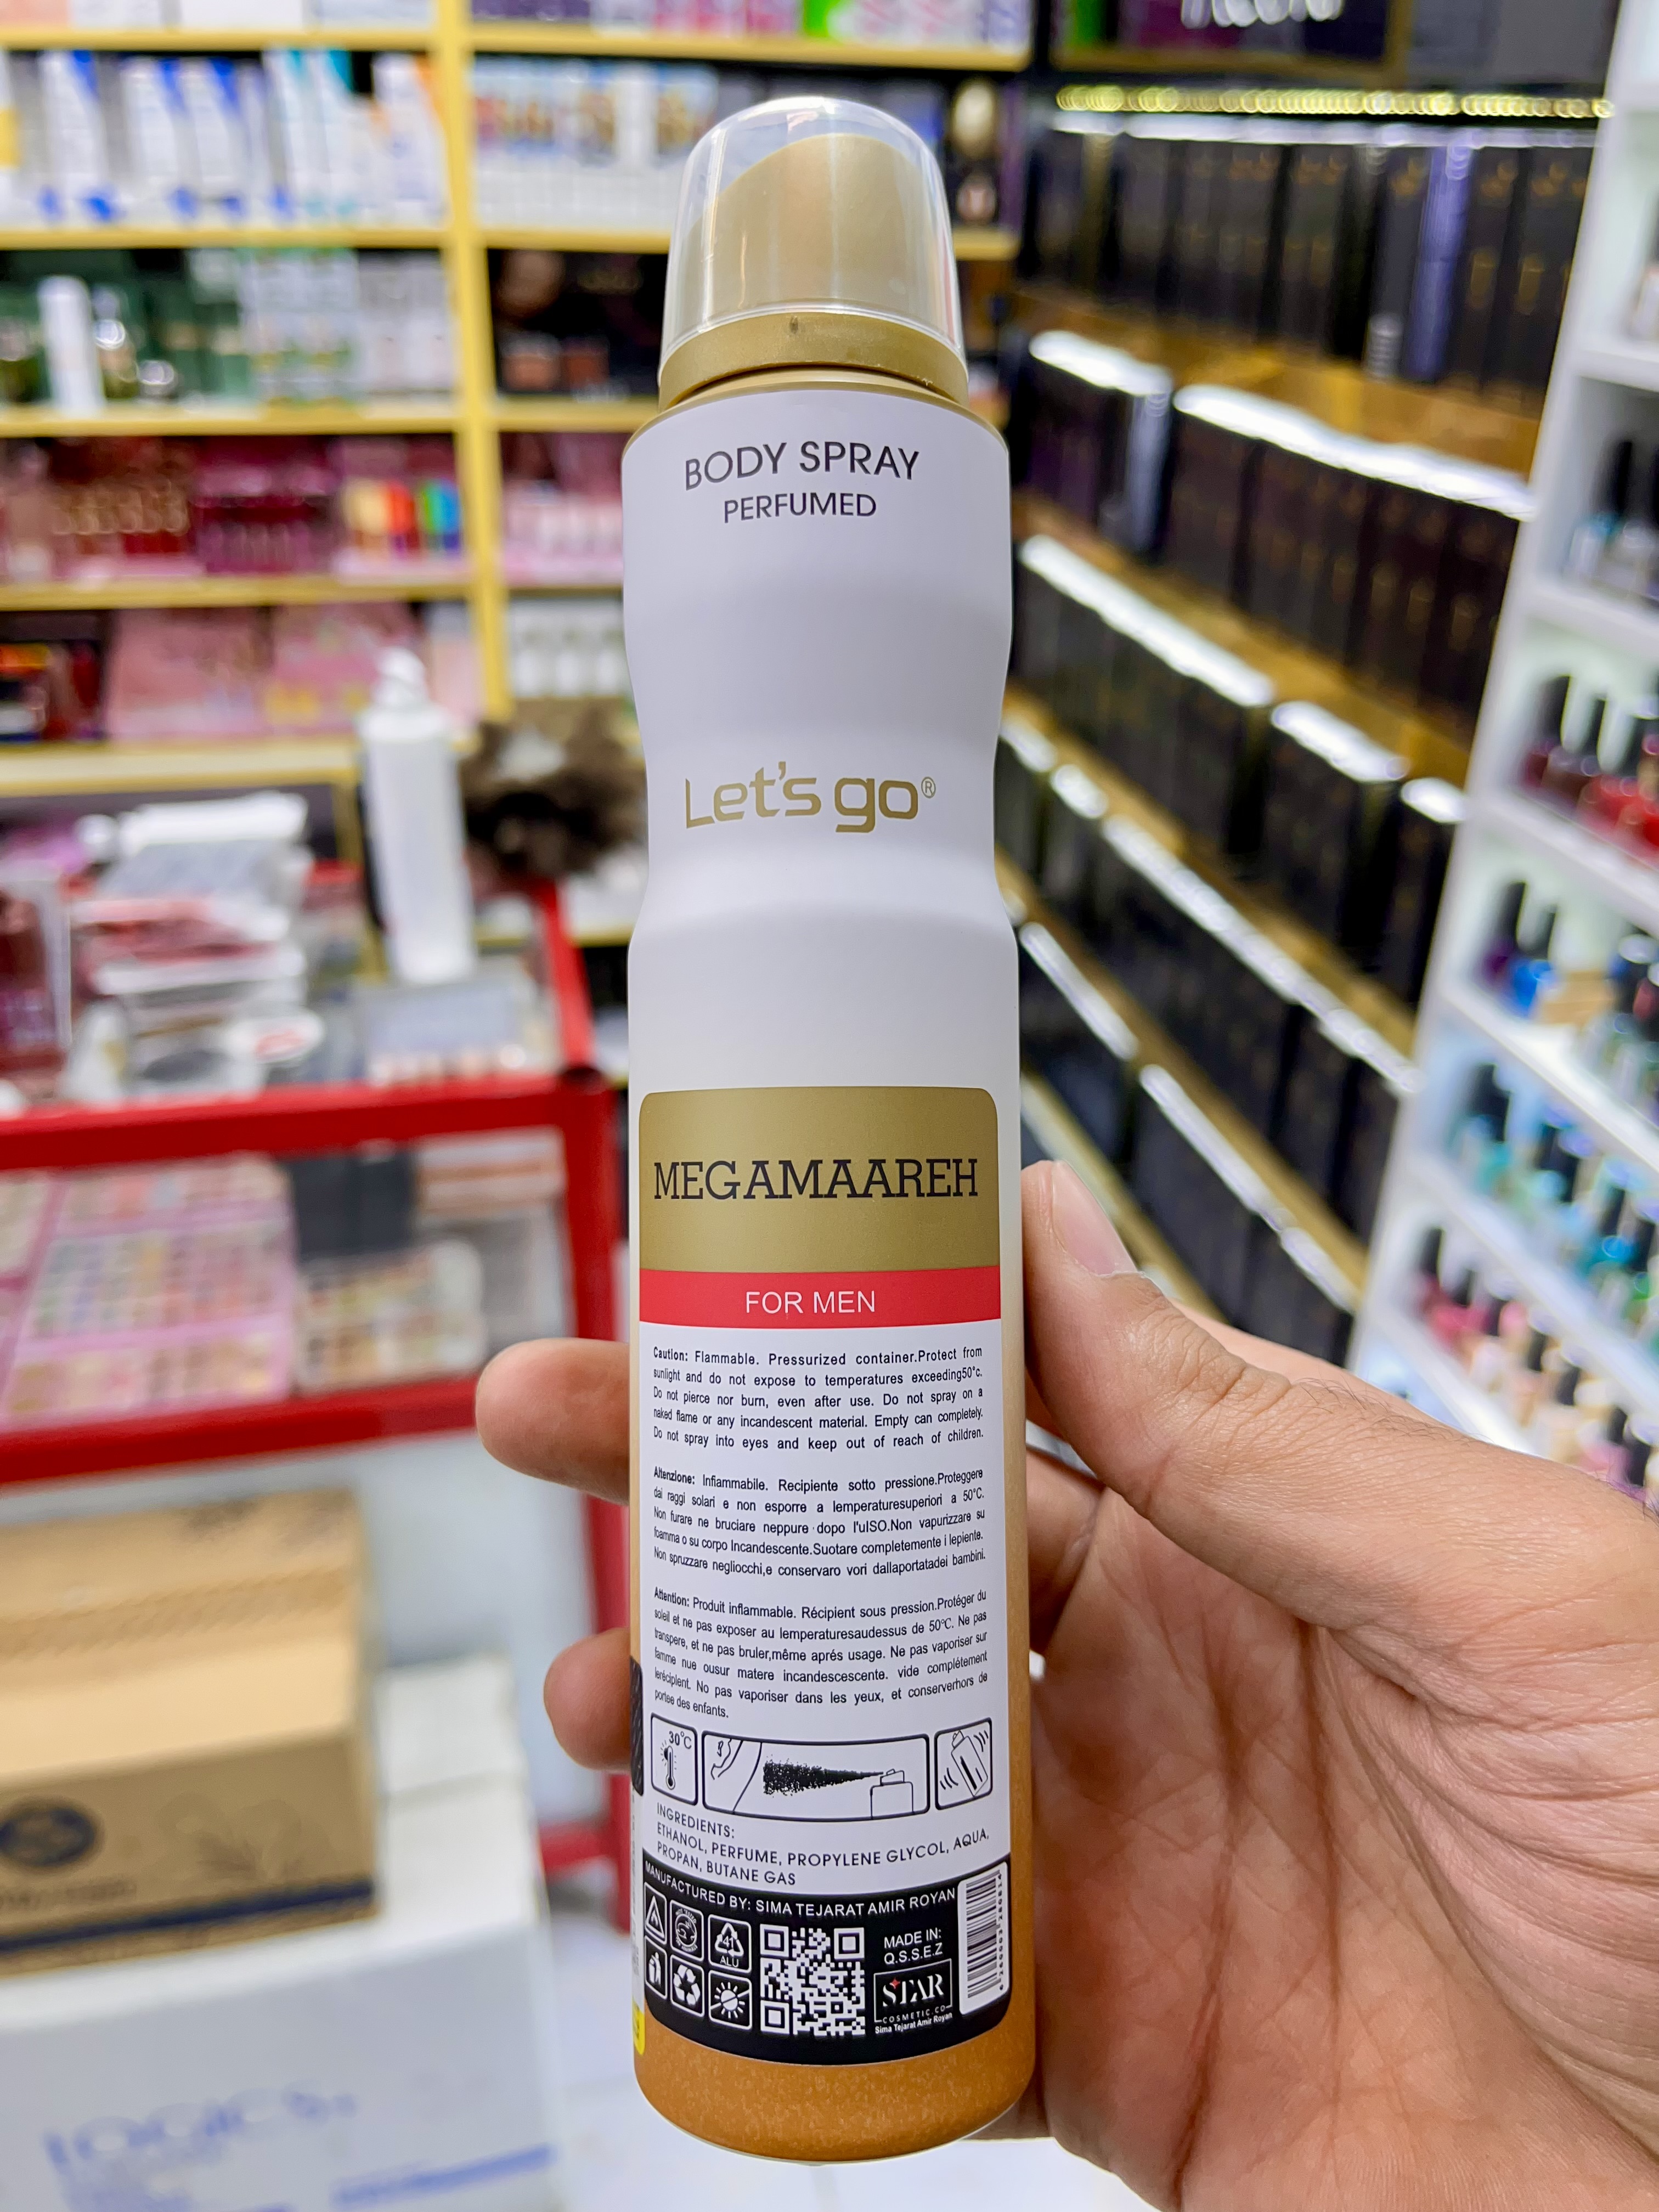 BODY SPRAY
PERFUMED
Let's go®
MEGAMAAREH
FOR MEN
Caution: Flammable. Pressurized container.Protect from
sunlight and do not expose to temperatures exceeding50°c.
Do not pierce nor burn, even after use. Do not spray on a
naked flame or any incandescent material. Empty can completely.
Do not spray into eyes and keep out of reach of children.
Altenzione: Infiammabile. Recipiente sotto pressione.Proteggere
dai raggi solari e non esporre a lemperaturesuperiori a 50°C.
Non furare ne bruciare neppure dopo l'uISO.Non vapurizzare su
foamma o su corpo Incandescente.Suotare completemente i lepiente.
Non spruzzare negliocchi,e conservaro vori dallaportatadei bambini.
Attention: Produit inflammable. Récipient sous pression.Protéger du
soleil et ne pas exposer au lemperaturesaudessus de 50°C. Ne pas
transpere, et ne pas bruler,même aprés usage. Ne pas vaporiser sur
famme nue ousur matere incandescescente. vide complétement
lerécipient. No pas vaporiser dans les yeux, et conserverhors de
portee des enfants.
30°C
INGREDIENTS:
ETHANOL, PERFUME, PROPYLENE GLYCOL, AQUA,
PROPAN, BUTANE GAS
MANUFACTURED BY: SIMA TEJARAT AMIR ROYAN
41
ALU
MADE IN:
Q.S.S.E.Z
STAR
COSMETIC.CO
Sima Tejarat Amir Royan